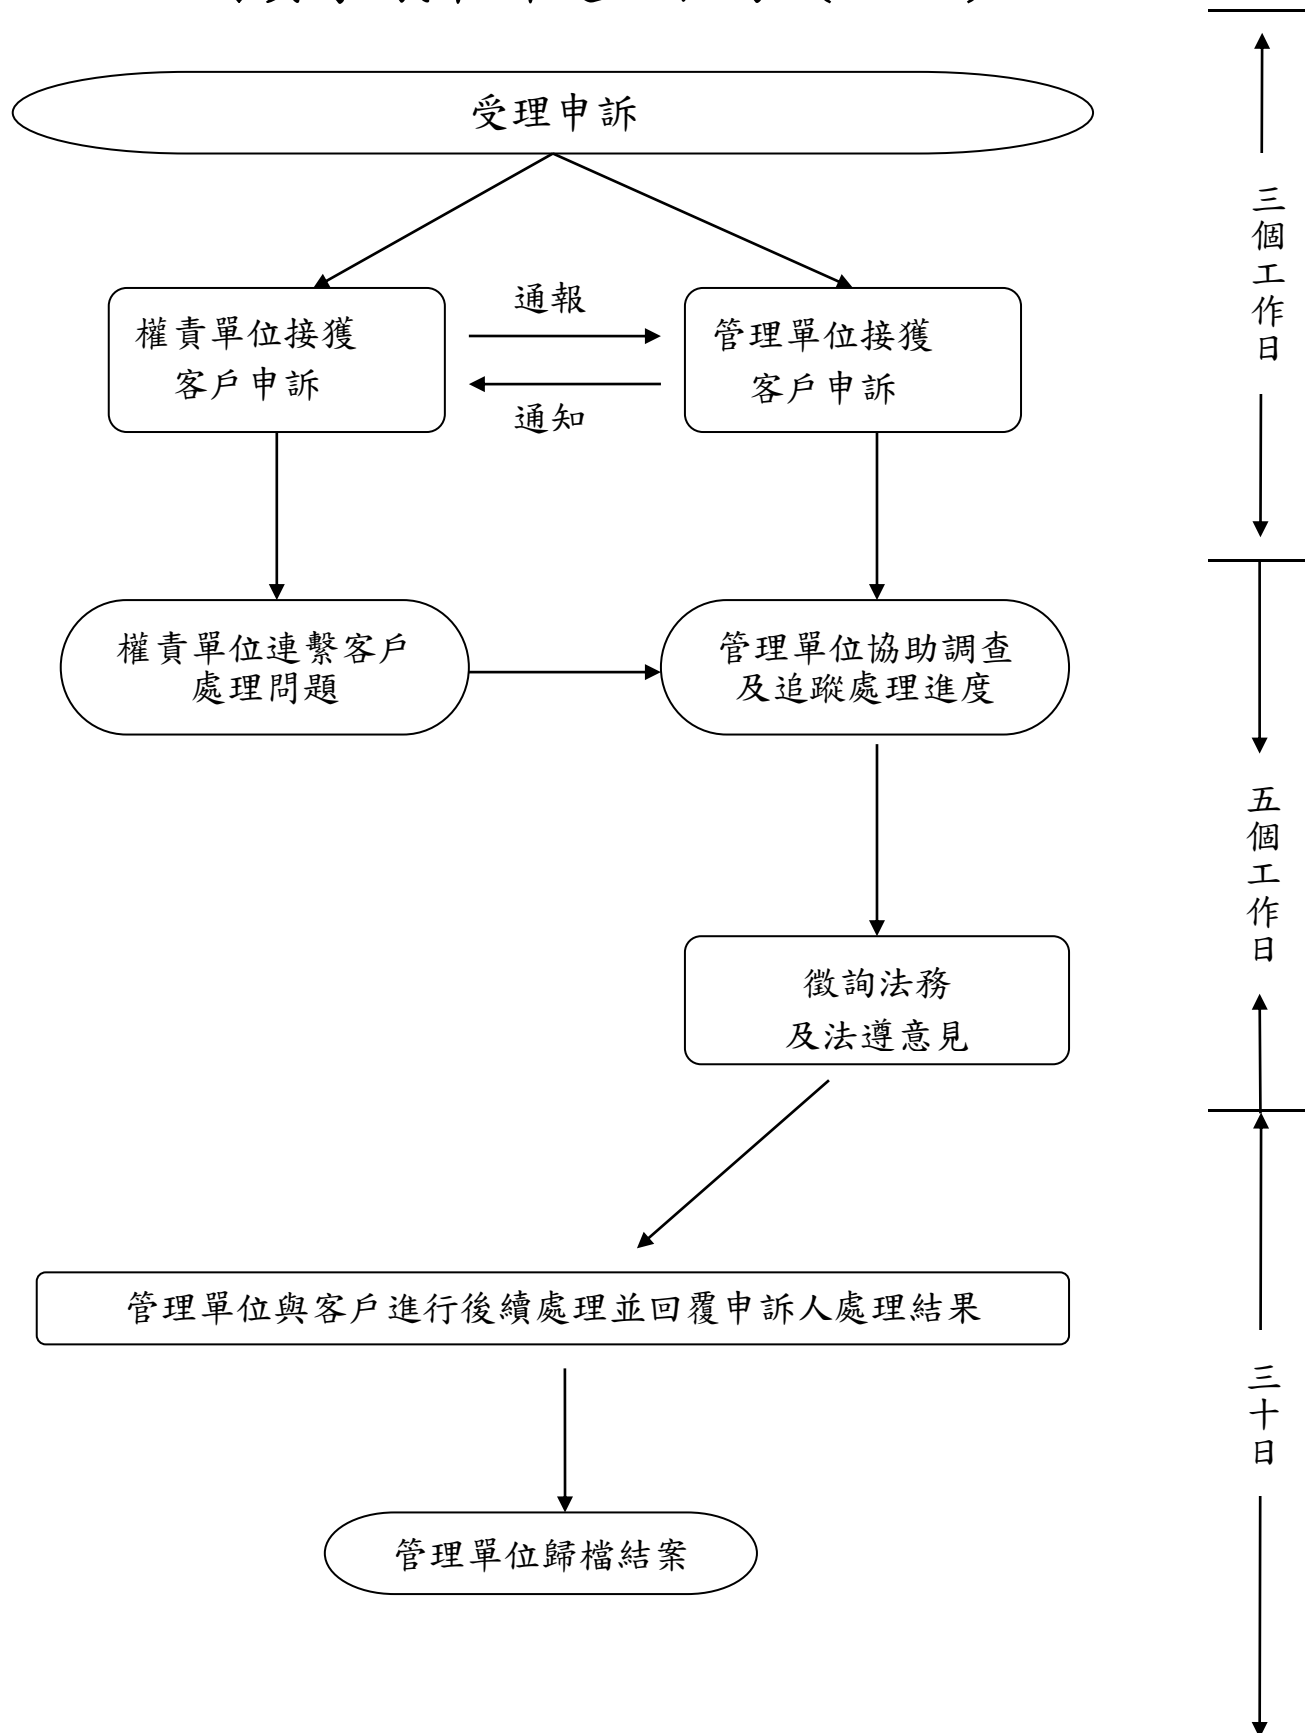 受理申訴
通報
權責單位接獲
客戶申訴
管理單位接獲
客戶申訴
通知
三個工作日
權責單位連繫客戶
處理問題
管理單位協助調查
及追蹤處理進度
五個工作日
徵詢法務
及法遵意見
管理單位與客戶進行後續處理並回覆申訴人處理結果
三十日
管理單位歸檔結案